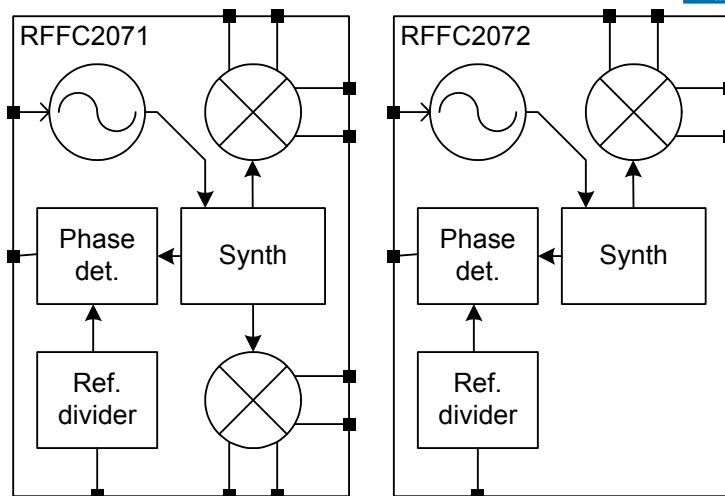 RFFC2071
Phase
det.
Synth
Ref.
divider
RFFC2072
Phase
det.
Synth
Ref.
divider